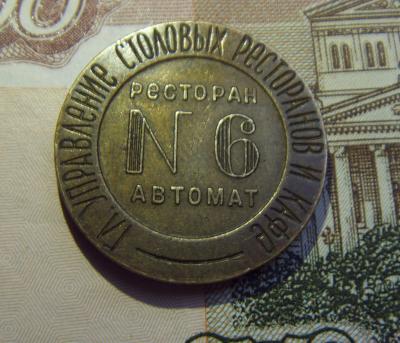 ГЛ. УПРАВЛЕНИЕ СТОЛОВЫХ РЕСТОРАНОВ И КАФЕ
РЕСТОРАН
N 6
АВТОМАТ